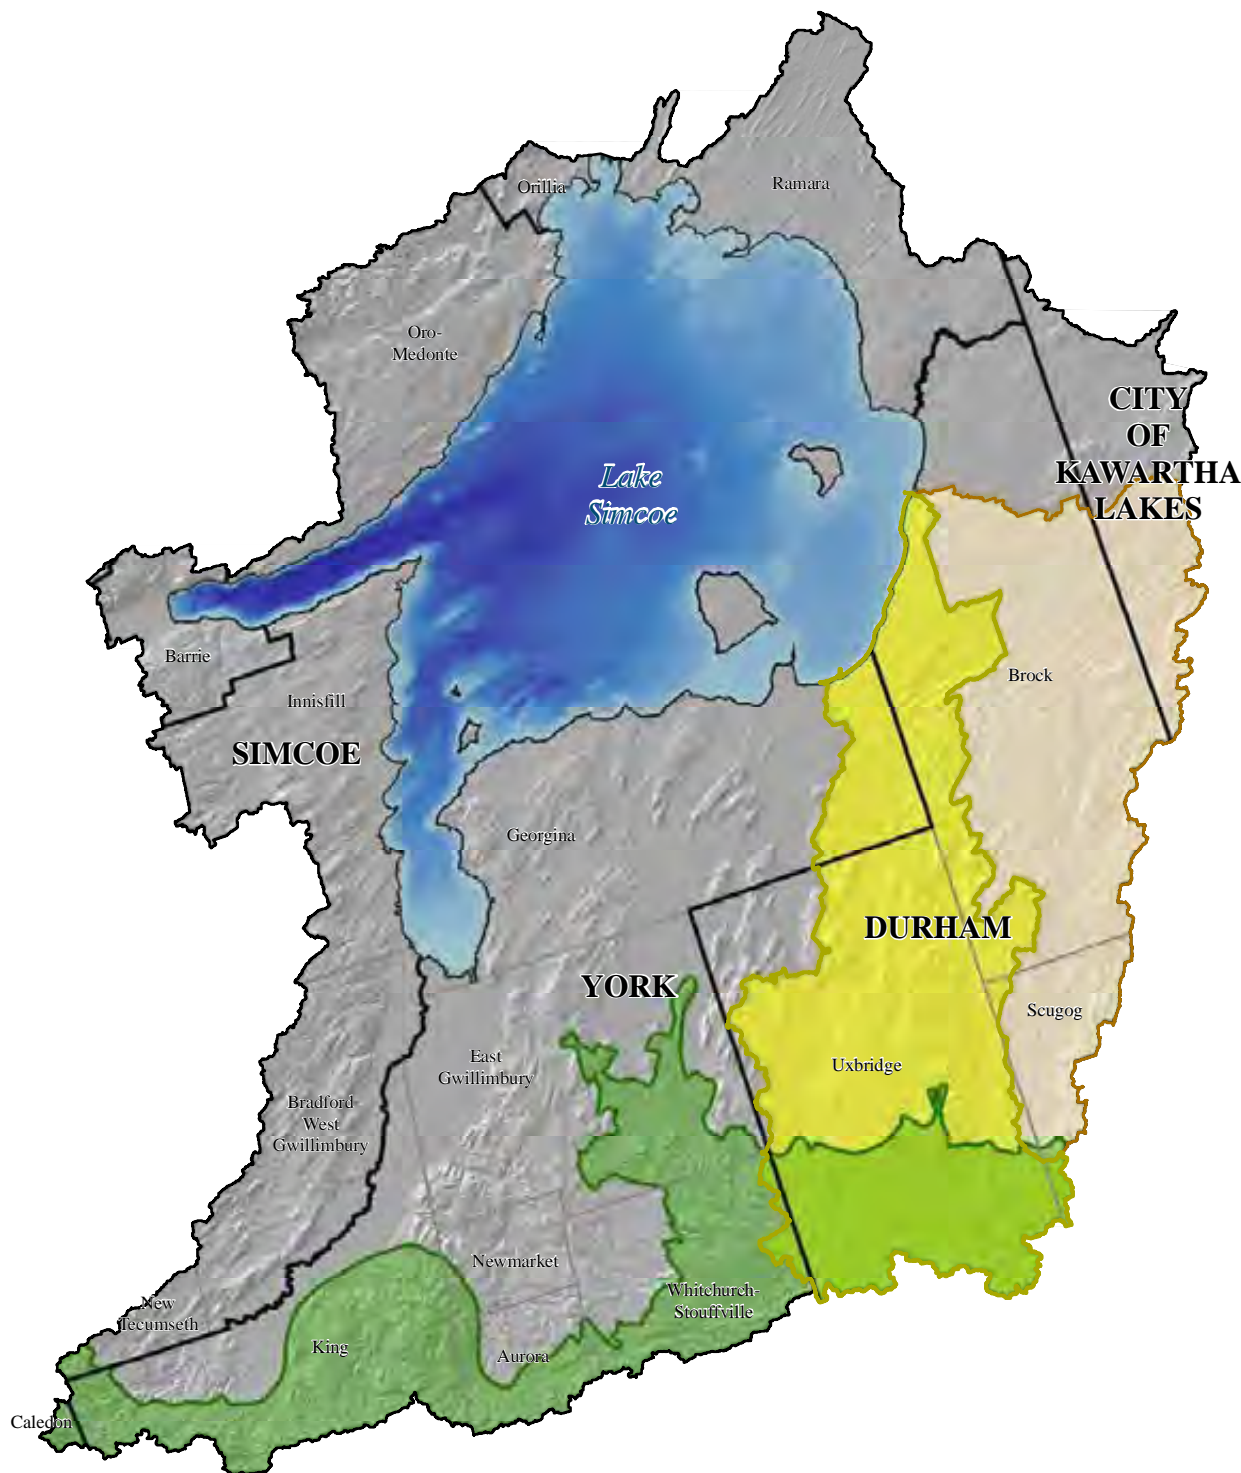 Orillia
Ramara
Oro-
Medonte
CITY
OF
KAWARTHA
LAKES
Lake
Simcoe
Barrie
Innisfill
SIMCOE
Brock
Georgina
DURHAM
YORK
Scugog
East
Gwillimbury
Uxbridge
Bradford
West
Gwillimbury
Newmarket
Whitchurch-
Stouffville
New
Tecumseth
King
Aurora
Caledon